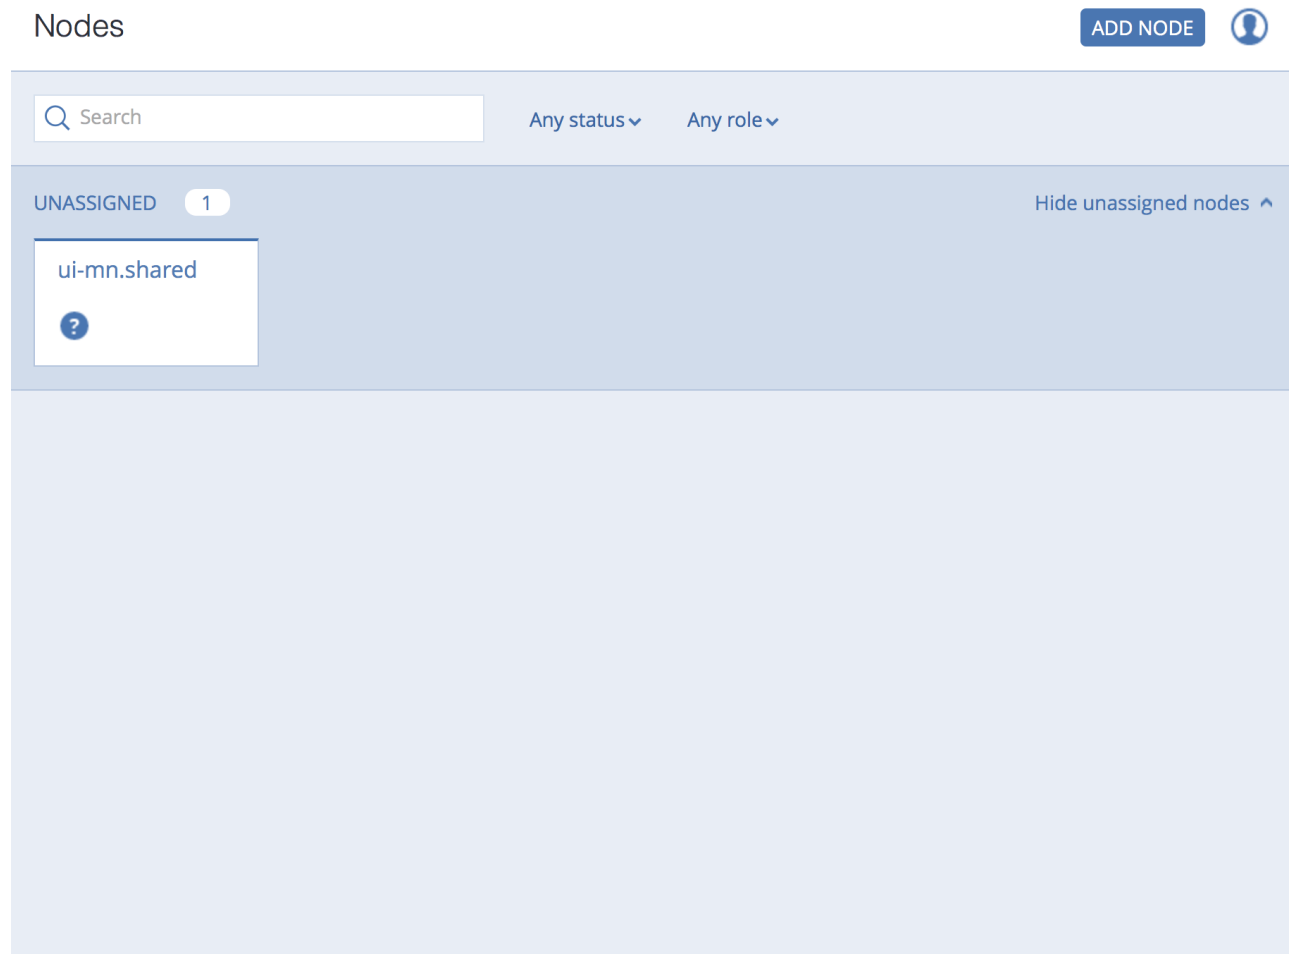 Nodes
ADD NODE
Search
Any status
Any role
UNASSIGNED 1
Hide unassigned nodes
ui-mn.shared
?